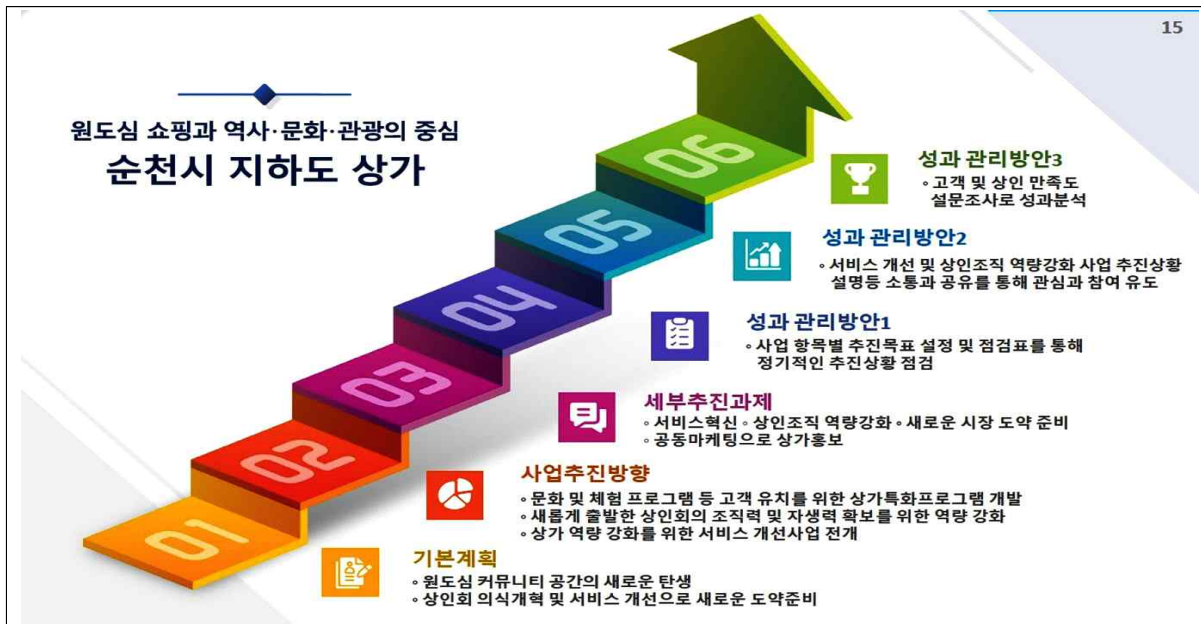 15
원도심 쇼핑과 역사·문화·관광의 중심
순천시 지하도 상가
06
성과 관리방안3
◦ 고객 및 상인 만족도
설문조사로 성과분석
05
성과 관리방안2
◦ 서비스 개선 및 상인조직 역량강화 사업 추진상황
설명등 소통과 공유를 통해 관심과 참여 유도
04
성과 관리방안1
◦ 사업 항목별 추진목표 설정 및 점검표를 통해
정기적인 추진상황 점검
03
세부추진과제
◦ 서비스혁신 ◦ 상인조직 역량강화 ◦ 새로운 시장 도약 준비
◦ 공동마케팅으로 상가홍보
02
사업추진방향
◦ 문화 및 체험 프로그램 등 고객 유치를 위한 상가특화프로그램 개발
◦ 새롭게 출발한 상인회의 조직력 및 자생력 확보를 위한 역량 강화
◦ 상가 역량 강화를 위한 서비스 개선사업 전개
01
기본계획
◦ 원도심 커뮤니티 공간의 새로운 탄생
◦ 상인회 의식개혁 및 서비스 개선으로 새로운 도약준비